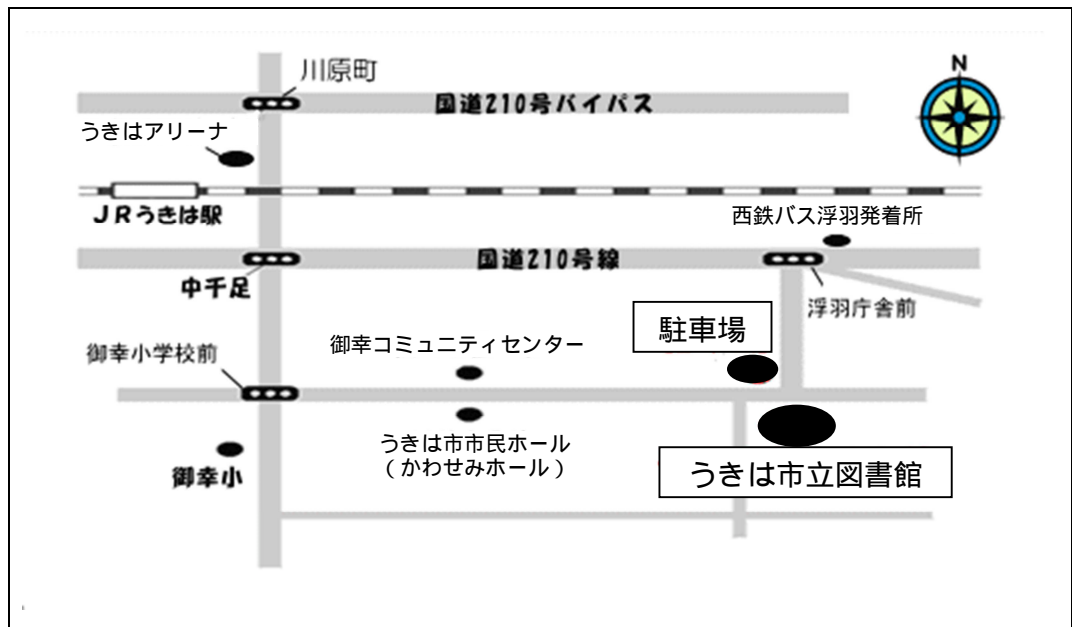 N
川原町
国道210号バイパス
うきはアリーナ
JRうきは駅
西鉄バス浮羽発着所
国道210号線
中千足
浮羽庁舎前
駐車場
御幸小学校前
御幸コミュニティセンター
うきは市市民ホール
（かわせみホール）
御幸小
うきは市立図書館